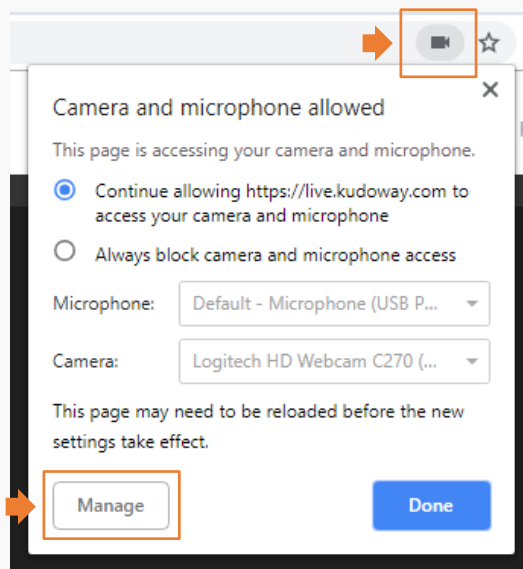 Camera and microphone allowed
This page is accessing your camera and microphone.
Continue allowing https://live.kudoway.com to
access your camera and microphone
Always block camera and microphone access
Microphone:
Default - Microphone (USB P...
Camera:
Logitech HD Webcam C270 (...
This page may need to be reloaded before the new
settings take effect.
Manage
Done